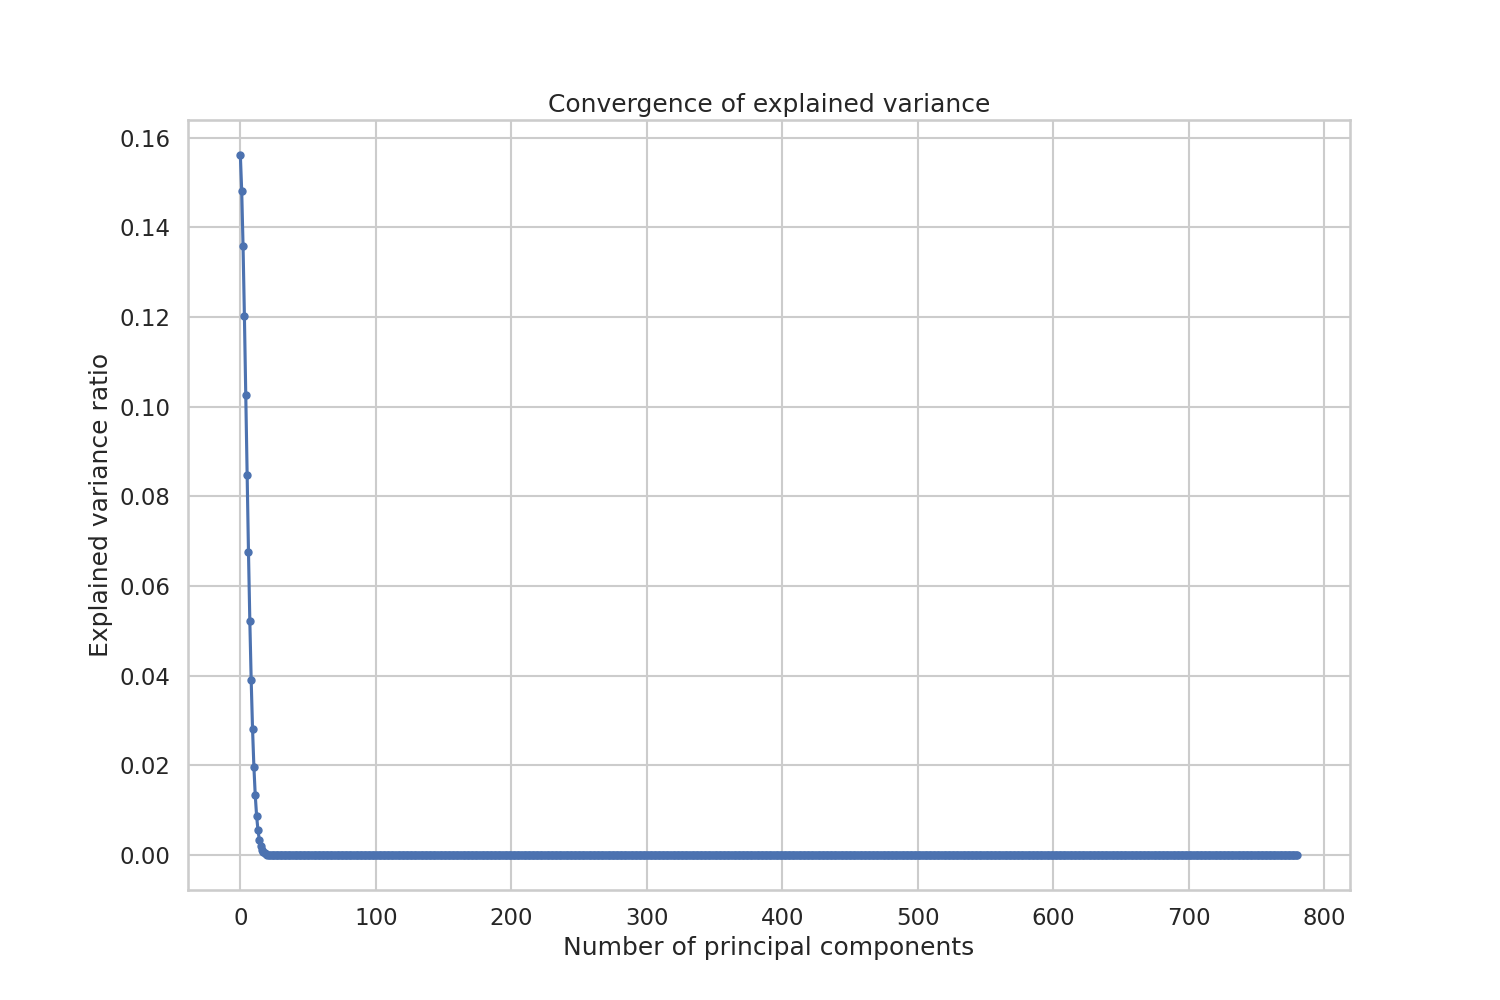 Convergence of explained variance
0.16
0.14
0.12
0.10
0.08
0.06
0.04
0.02
0.00
Explained variance ratio
0 100 200 300 400 500 600 700 800
Number of principal components